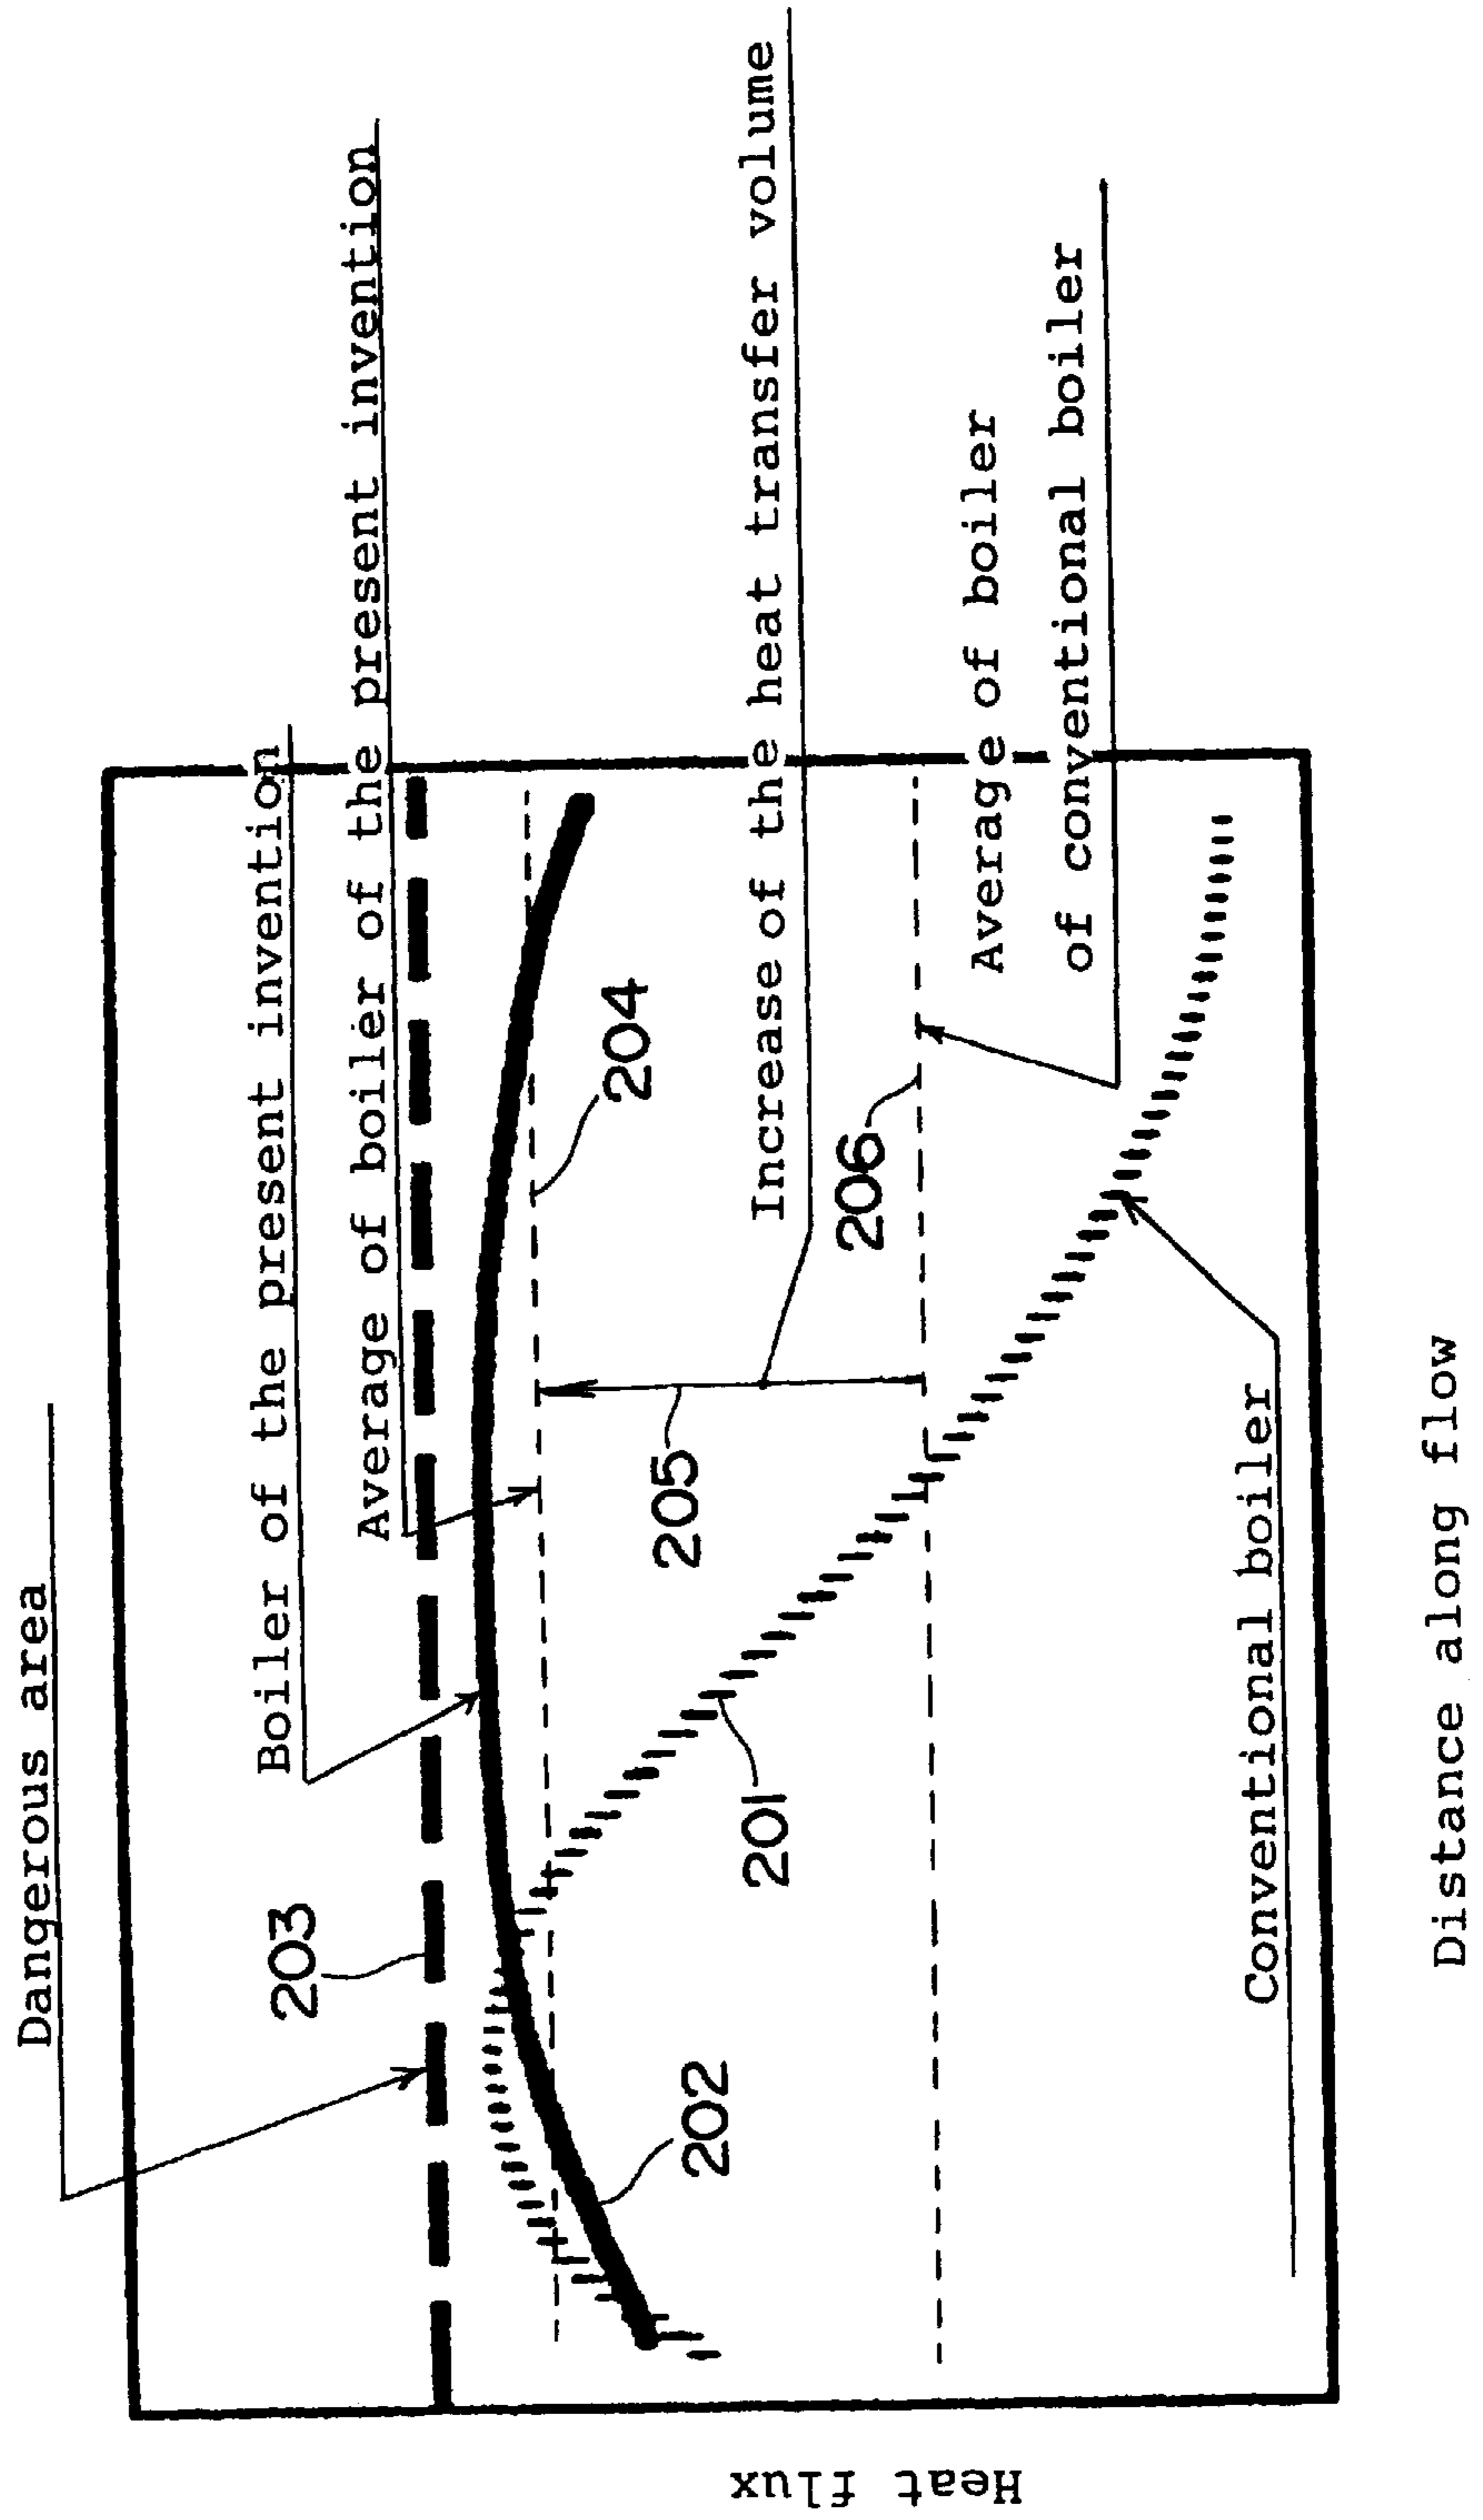 Dangerous area
Boiler of the present invention
Average of boiler of the present invention
203
204
Increase of the heat transfer volume
205
202
201
206
Average of boiler
of conventional boiler
Conventional boiler
Heat flux
Distance along flow